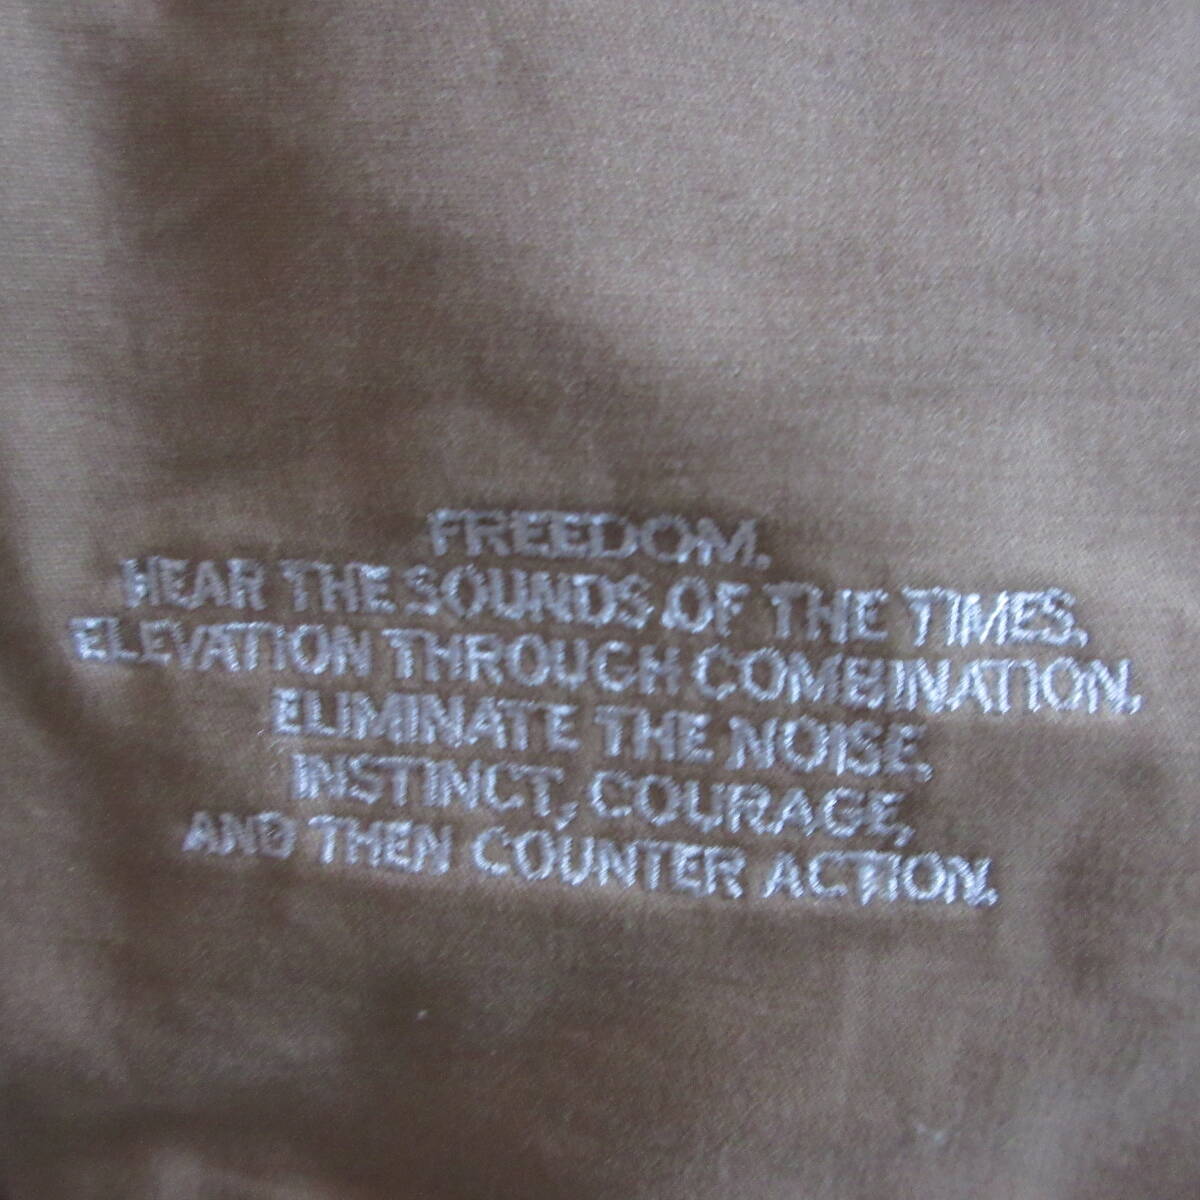 FREEDOM.
HEAR THE SOUNDS OF THE TIMES.
ELEVATION THROUGH COMBINATION.
ELIMINATE THE NOISE.
INSTINCT, COURAGE,
AND THEN COUNTER ACTION.